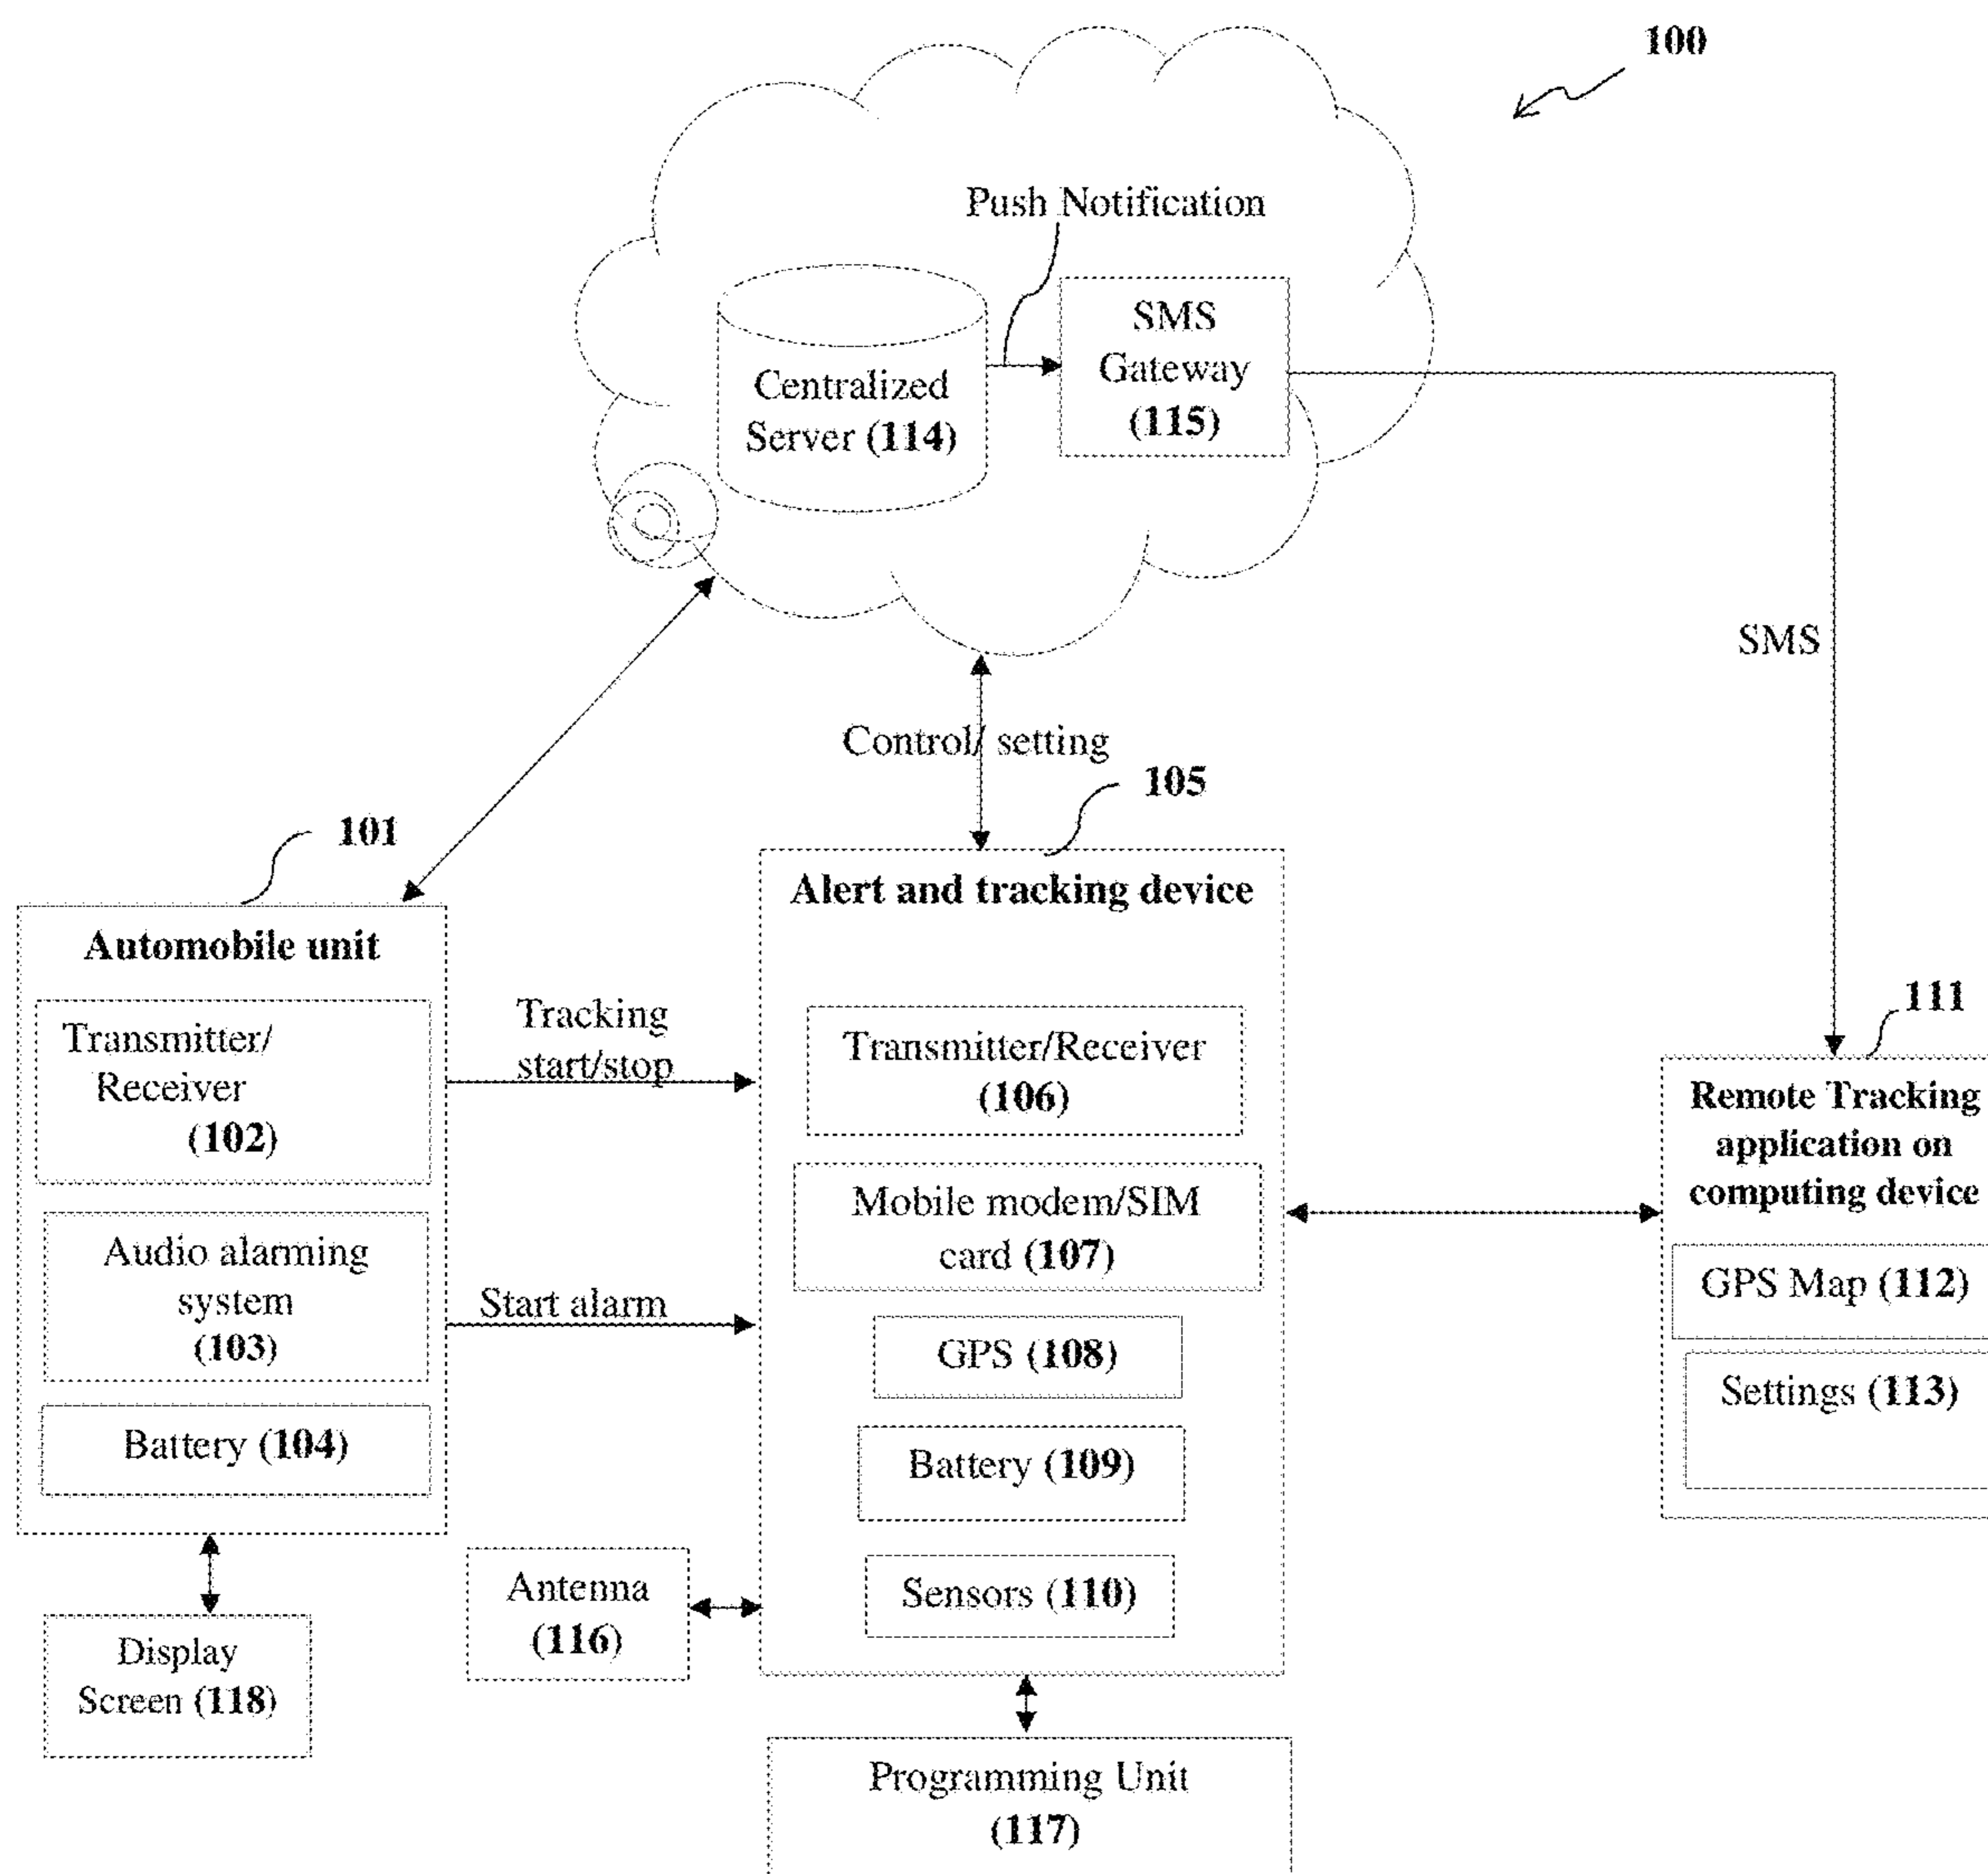 100
Push Notification
Centralized
Server (114)
SMS
Gateway
(115)
SMS
Control/ setting
101
Automobile unit
Transmitter/
Receiver
(102)
Audio alarming
system
(103)
Battery (104)
Tracking
start/stop
Start alarm
105
Alert and tracking device
Transmitter/Receiver
(106)
Mobile modem/SIM
card (107)
GPS (108)
Battery (109)
Sensors (110)
111
Remote Tracking
application on
computing device
GPS Map (112)
Settings (113)
Display
Screen (118)
Antenna
(116)
Programming Unit
(117)